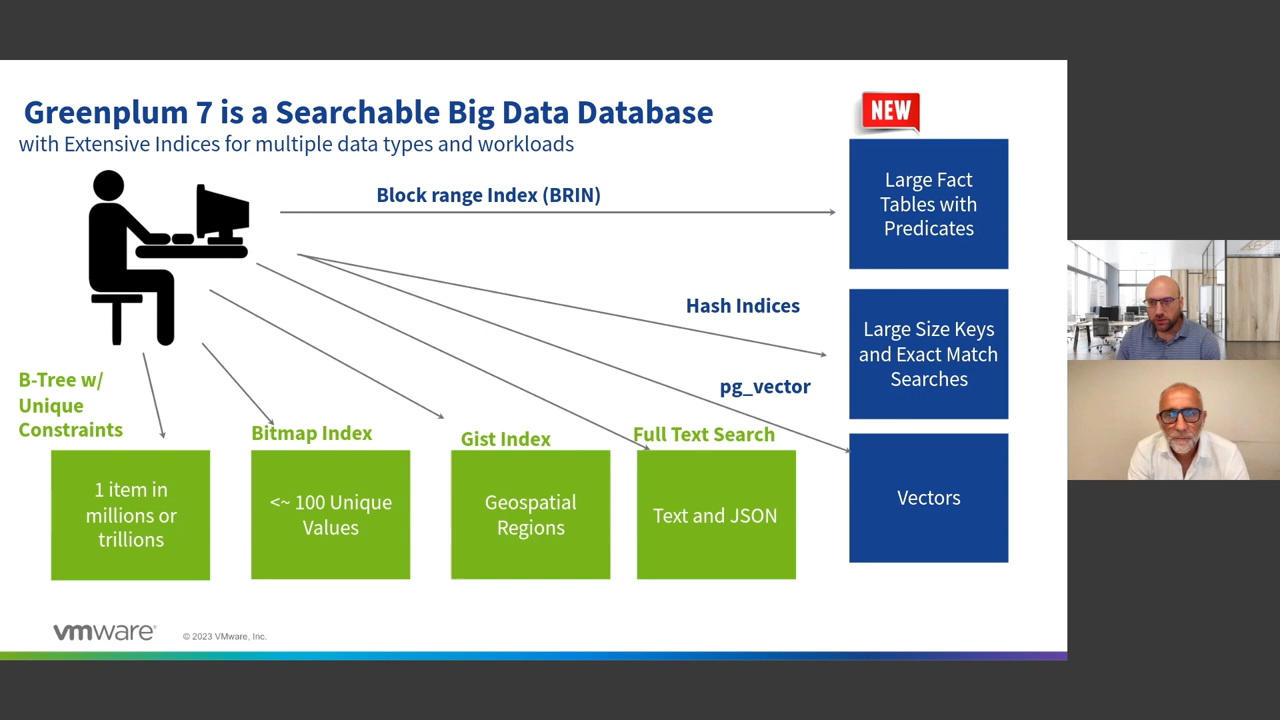 Greenplum 7 is a Searchable Big Data Database
with Extensive Indices for multiple data types and workloads
NEW
Block range Index (BRIN)
Large Fact
Tables with
Predicates
Hash Indices
Large Size Keys
and Exact Match
Searches
pg_vector
Vectors
B-Tree w/
Unique
Constraints
1 item in
millions or
trillions
Bitmap Index
<~ 100 Unique
Values
Gist Index
Geospatial
Regions
Full Text Search
Text and JSON
vmware®
© 2023 VMware, Inc.